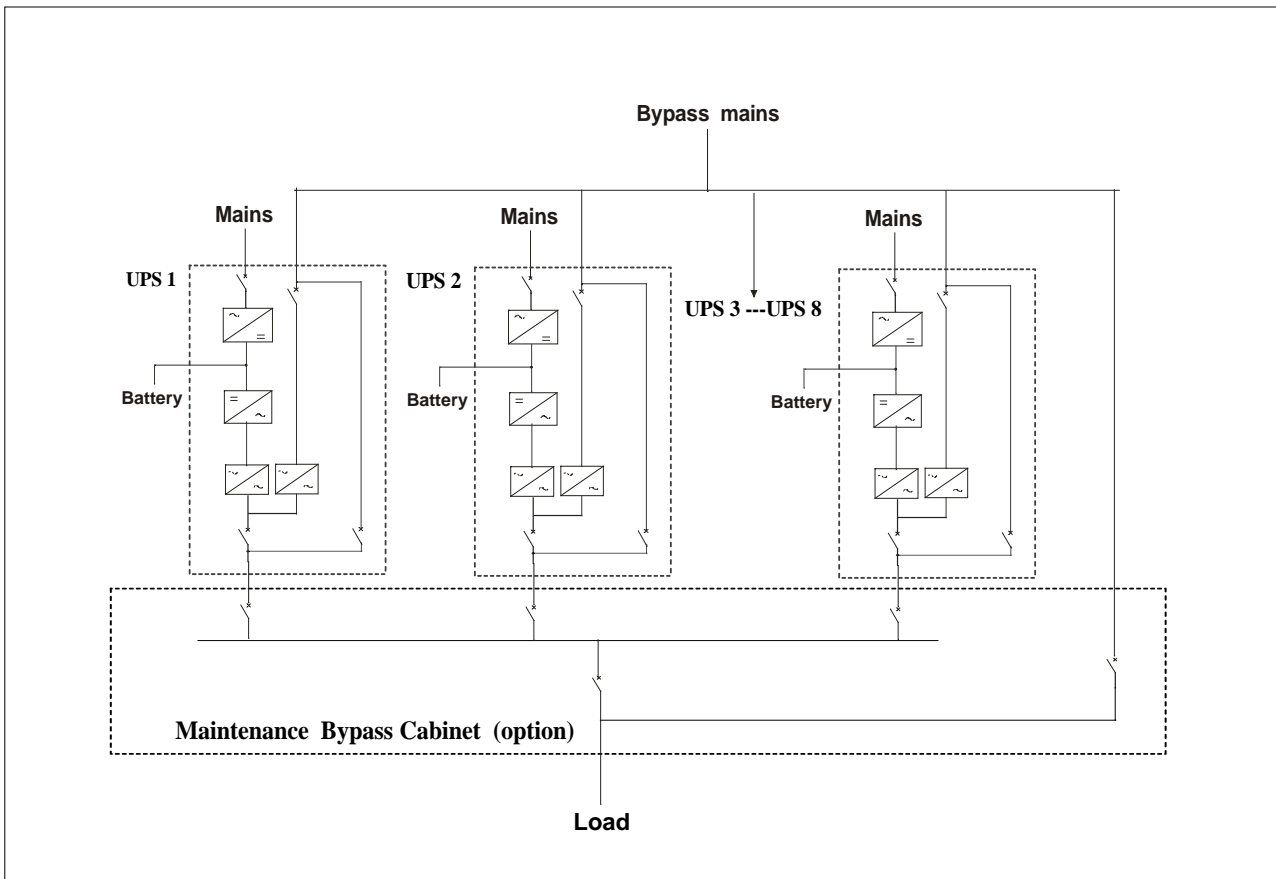 Bypass mains
Mains
Mains
Mains
UPS 1
UPS 2
UPS 3 ---UPS 8
Battery
Battery
Battery
Maintenance Bypass Cabinet (option)
Load